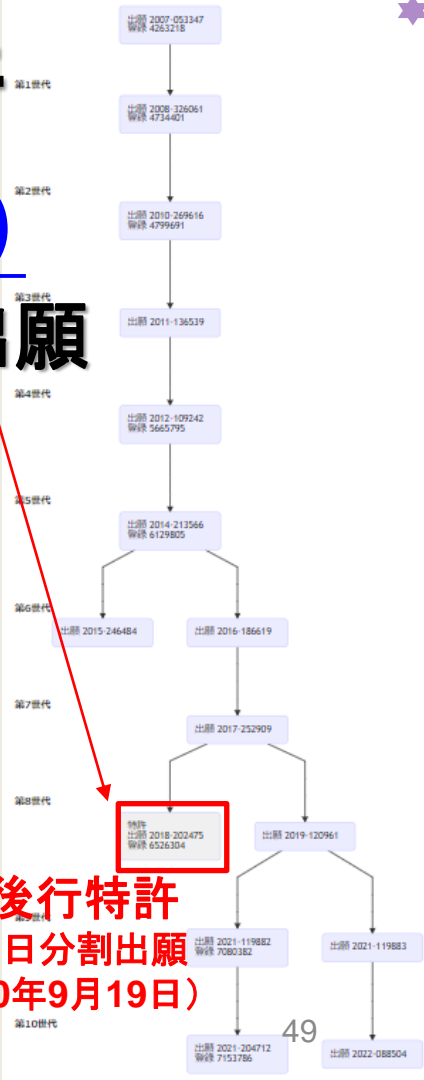 出願 2007-053347
登録 4263218
第1世代
出願 2008-326061
登録 4734401
第2世代
出願 2010-269616
登録 4799691
第3世代
出願 2011-136539
出願
第4世代
出願 2012-109242
登録 5665795
第5世代
出願 2014-213566
登録 6129805
第6世代
出願 2015-246484
出願 2016-186619
第7世代
出願 2017-252909
第8世代
特許
出願 2018-202475
登録 6526304
出願 2019-120961
後行特許
第9世代
日分割出願
出願 2021-119882
登録 7080382
出願 2021-119883
0年9月19日）
第10世代
49
出願 2021-204712
登録 7153786
出願 2022-088504